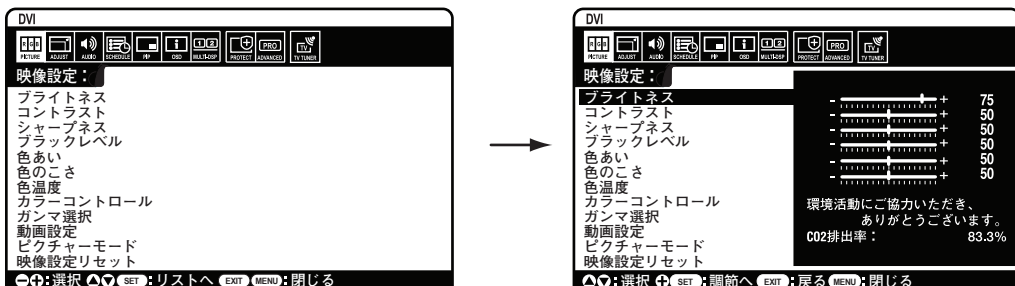 DVI
RGB
PICTURE ADJUST AUDIO SCHEDULE PIP OSD 12 MULTI-DSP PROTECT PRO ADVANCED TV TV TUNER
映像設定：
ブライトネス
コントラスト
シャープネス
ブラックレベル
色あい
色のこさ
色温度
カラーコントロール
ガンマ選択
動画設定
ピクチャーモード
映像設定リセット
選択 SET：リストへ EXIT MENU：閉じる
DVI
RGB
PICTURE ADJUST AUDIO SCHEDULE PIP OSD 12 MULTI-DSP PROTECT PRO ADVANCED TV TV TUNER
映像設定：
ブライトネス - + 75
コントラスト - + 50
シャープネス - + 50
ブラックレベル - + 50
色あい - + 50
色のこさ - + 50
色温度
カラーコントロール
ガンマ選択
動画設定
ピクチャーモード
映像設定リセット
環境活動にご協力いただき、
ありがとうございます。
CO2排出率： 83.3%
選択 SET：調節へ EXIT：戻る MENU：閉じる